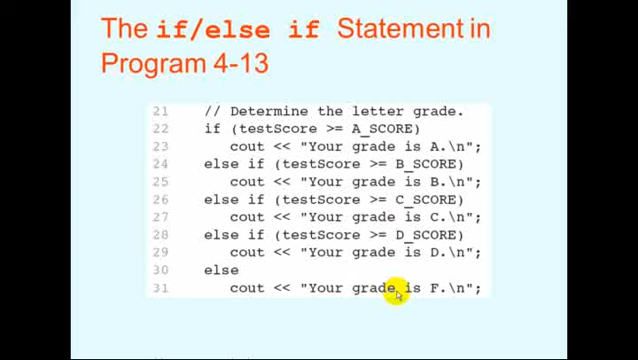 The if/else if Statement in
Program 4-13
21 // Determine the letter grade.
22 if (testScore >= A_SCORE)
23 cout << "Your grade is A.\n";
24 else if (testScore >= B_SCORE)
25 cout << "Your grade is B.\n";
26 else if (testScore >= C_SCORE)
27 cout << "Your grade is C.\n";
28 else if (testScore >= D_SCORE)
29 cout << "Your grade is D.\n";
30 else
31 cout << "Your grade is F.\n";